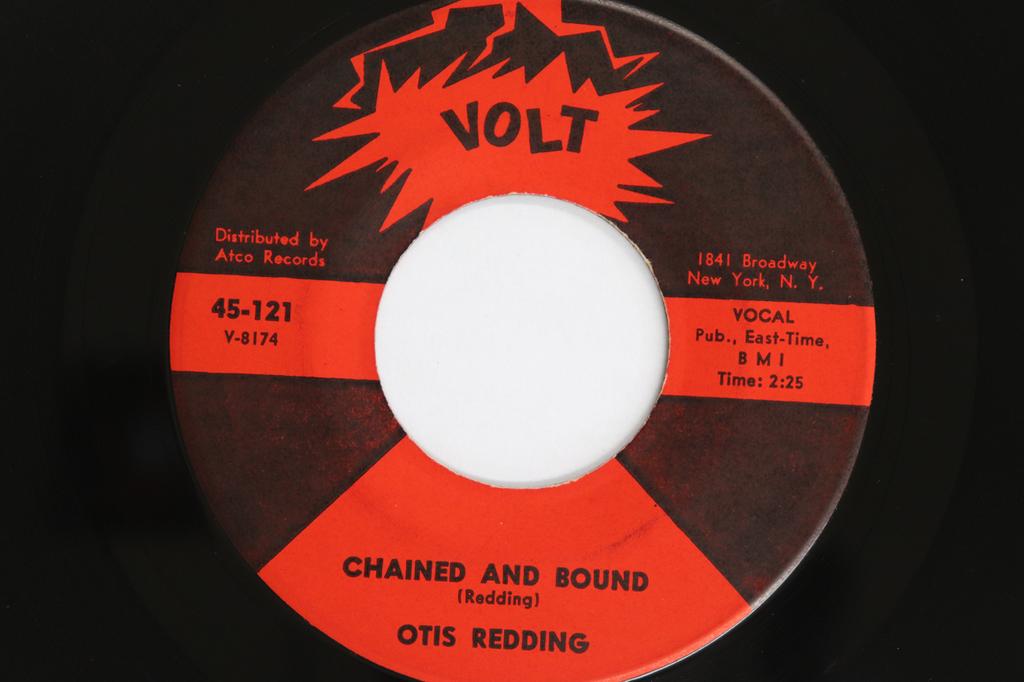 VOLT
Distributed by
Atco Records
45-121
V-8174
1841 Broadway
New York, N. Y.
VOCAL
Pub., East-Time,
B M I
Time: 2:25
CHAINED AND BOUND
(Redding)
OTIS REDDING